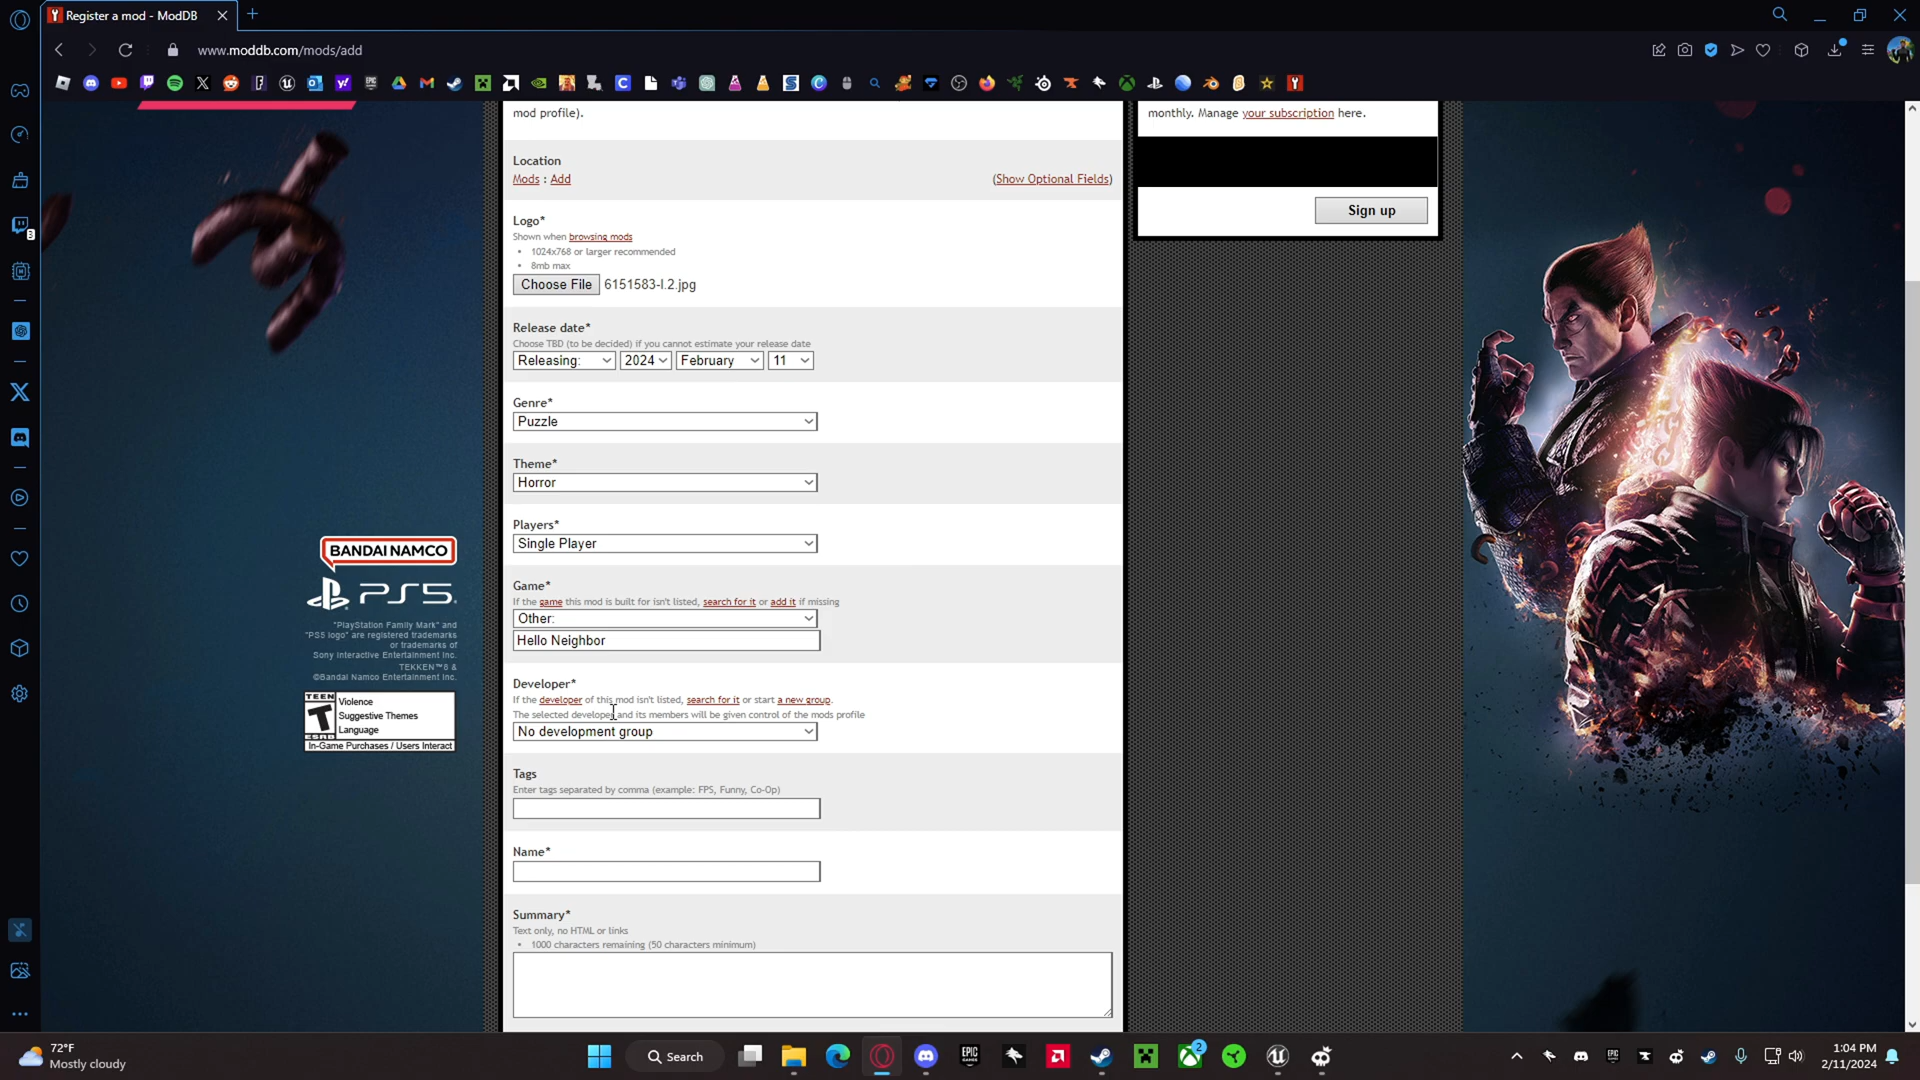 Register a mod - ModDB
www.moddb.com/mods/add
mod profile).
monthly. Manage your subscription here.
Sign up
Location
Mods : Add
(Show Optional Fields)
Logo*
Shown when browsing mods
• 1024x768 or larger recommended
• 8mb max
Choose File 6151583-l.2.jpg
Release date*
Choose TBD (to be decided) if you cannot estimate your release date
Releasing: 2024 February 11
Genre*
Puzzle
Theme*
Horror
Players*
Single Player
Game*
If the game this mod is built for isn't listed, search for it or add it if missing
Other:
Hello Neighbor
Developer*
If the developer of this mod isn't listed, search for it or start a new group.
The selected developer and its members will be given control of the mods profile
No development group
Tags
Enter tags separated by comma (example: FPS, Funny, Co-Op)
Name*
Summary*
Text only, no HTML or links
• 1000 characters remaining (50 characters minimum)
BANDAI NAMCO
PS5
"PlayStation Family Mark" and
"PS5 logo" are registered trademarks
or trademarks of
Sony Interactive Entertainment Inc.
TEKKEN™8 &
©Bandai Namco Entertainment Inc.
TEEN
T
ESRB
Violence
Suggestive Themes
Language
In-Game Purchases / Users Interact
3
72°F
Mostly cloudy
Search
EPIC
GAMES
2
1:04 PM
2/11/2024